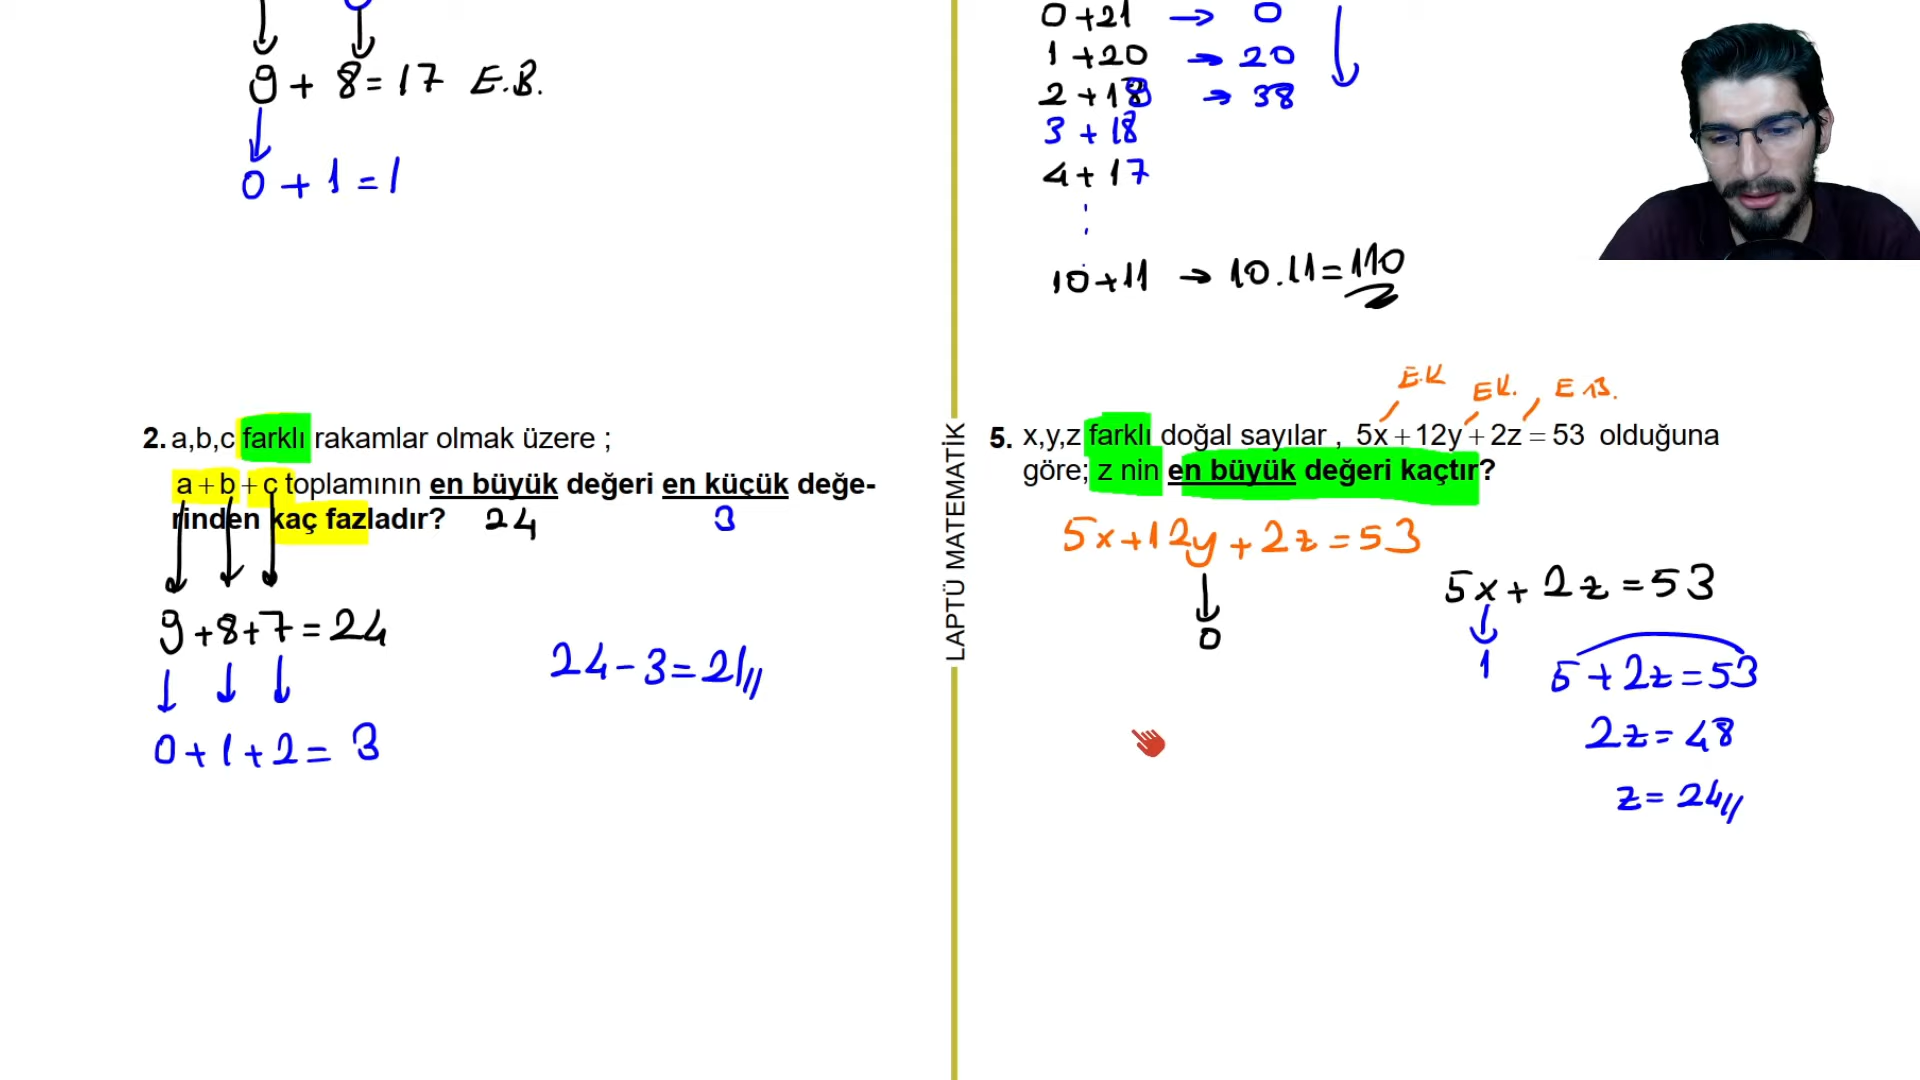 9 + 8 = 17 E.B.
0 + 1 = 1
2. a,b,c farklı rakamlar olmak üzere ;
a + b + c toplamının en büyük değeri en küçük değe-
rinden kaç fazladır?
24 3
9 + 8 + 7 = 24
24 - 3 = 21//
0 + 1 + 2 = 3
LAPTÜ MATEMATİK
0 + 21 → 0
1 + 20 → 20
2 + 19 → 38
3 + 18
4 + 17
10 + 11 → 10.11 = 110
E.K E.K. E.B.
5. x,y,z farklı doğal sayılar , 5x + 12y + 2z = 53 olduğuna
göre; z nin en büyük değeri kaçtır?
5x + 12y + 2z = 53
0
5x + 2z = 53
1
5 + 2z = 53
2z = 48
z = 24//